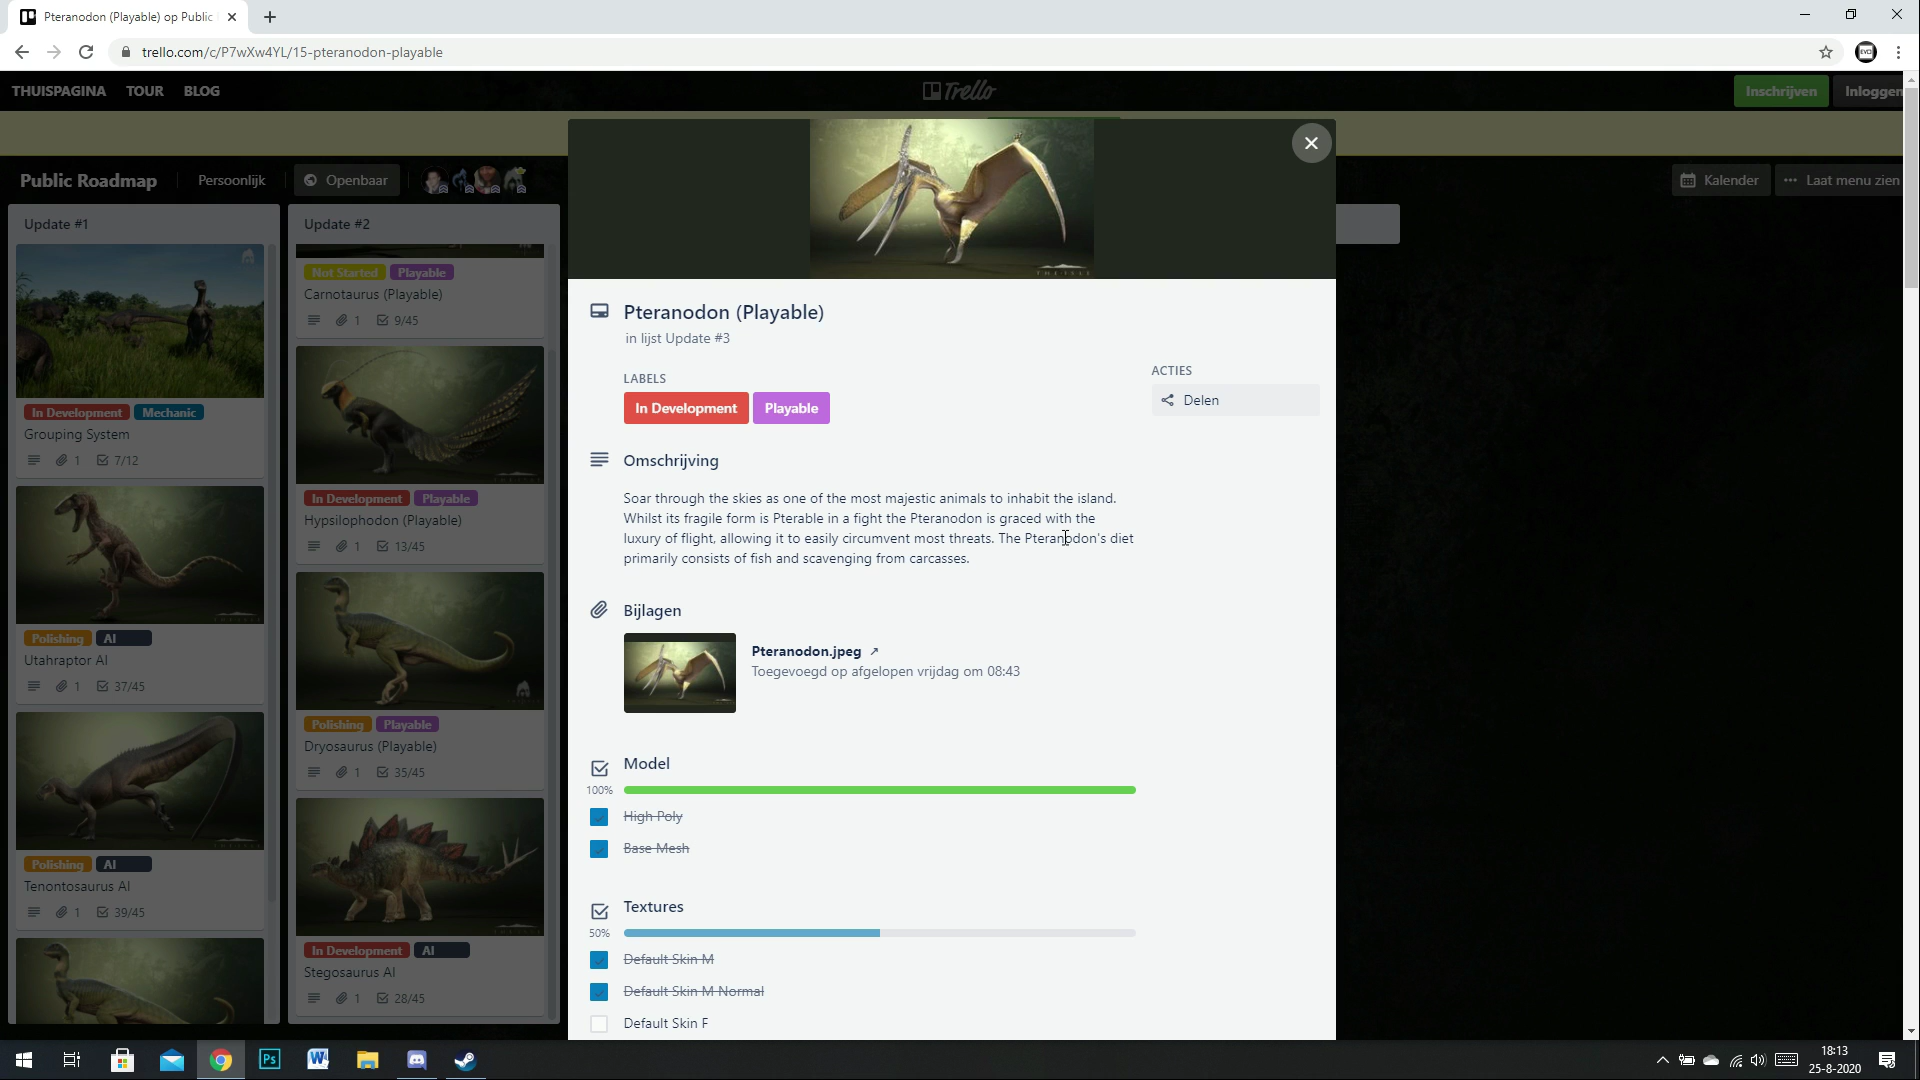 Pteranodon (Playable) op Public
trello.com/c/P7wXw4YL/15-pteranodon-playable
THUISPAGINA TOUR BLOG
Trello
Inschrijven Inloggen
Public Roadmap Persoonlijk Openbaar
Kalender Laat menu zien
Update #1
In Development Mechanic
Grouping System
1 7/12
Polishing AI
Utahraptor AI
1 37/45
Polishing AI
Tenontosaurus AI
1 39/45
Update #2
Not Started Playable
Carnotaurus (Playable)
1 9/45
In Development Playable
Hypsilophodon (Playable)
1 13/45
Polishing Playable
Dryosaurus (Playable)
1 35/45
In Development AI
Stegosaurus AI
1 28/45
THE ISLE
Pteranodon (Playable)
in lijst Update #3
LABELS
In Development Playable
ACTIES
Delen
Omschrijving
Soar through the skies as one of the most majestic animals to inhabit the island.
Whilst its fragile form is Pterable in a fight the Pteranodon is graced with the
luxury of flight, allowing it to easily circumvent most threats. The Pteranodon's diet
primarily consists of fish and scavenging from carcasses.
Bijlagen
Pteranodon.jpeg
Toegevoegd op afgelopen vrijdag om 08:43
Model
100%
High Poly
Base Mesh
Textures
50%
Default Skin M
Default Skin M Normal
Default Skin F
Ps
W
18:13
25-8-2020